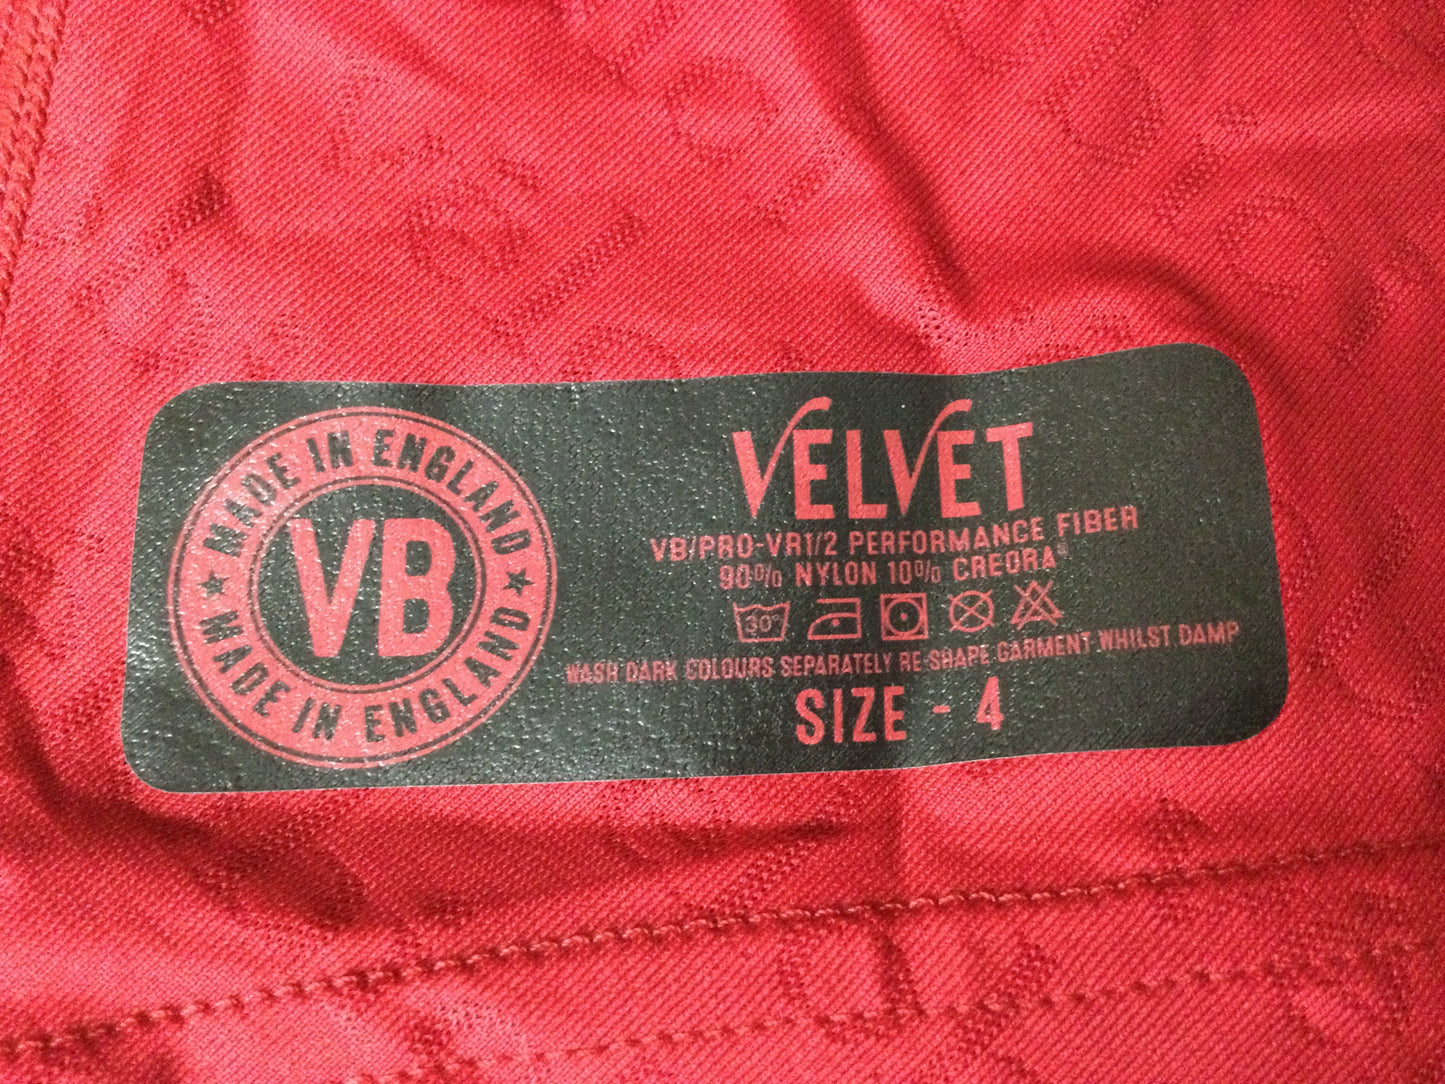 MADE IN ENGLAND
VB
MADE IN ENGLAND
VELVET
VB/PRO-VR1/2 PERFORMANCE FIBER
90% NYLON 10% CREORA®
30°
WASH DARK COLOURS SEPARATELY RE-SHAPE GARMENT WHILST DAMP
SIZE - 4